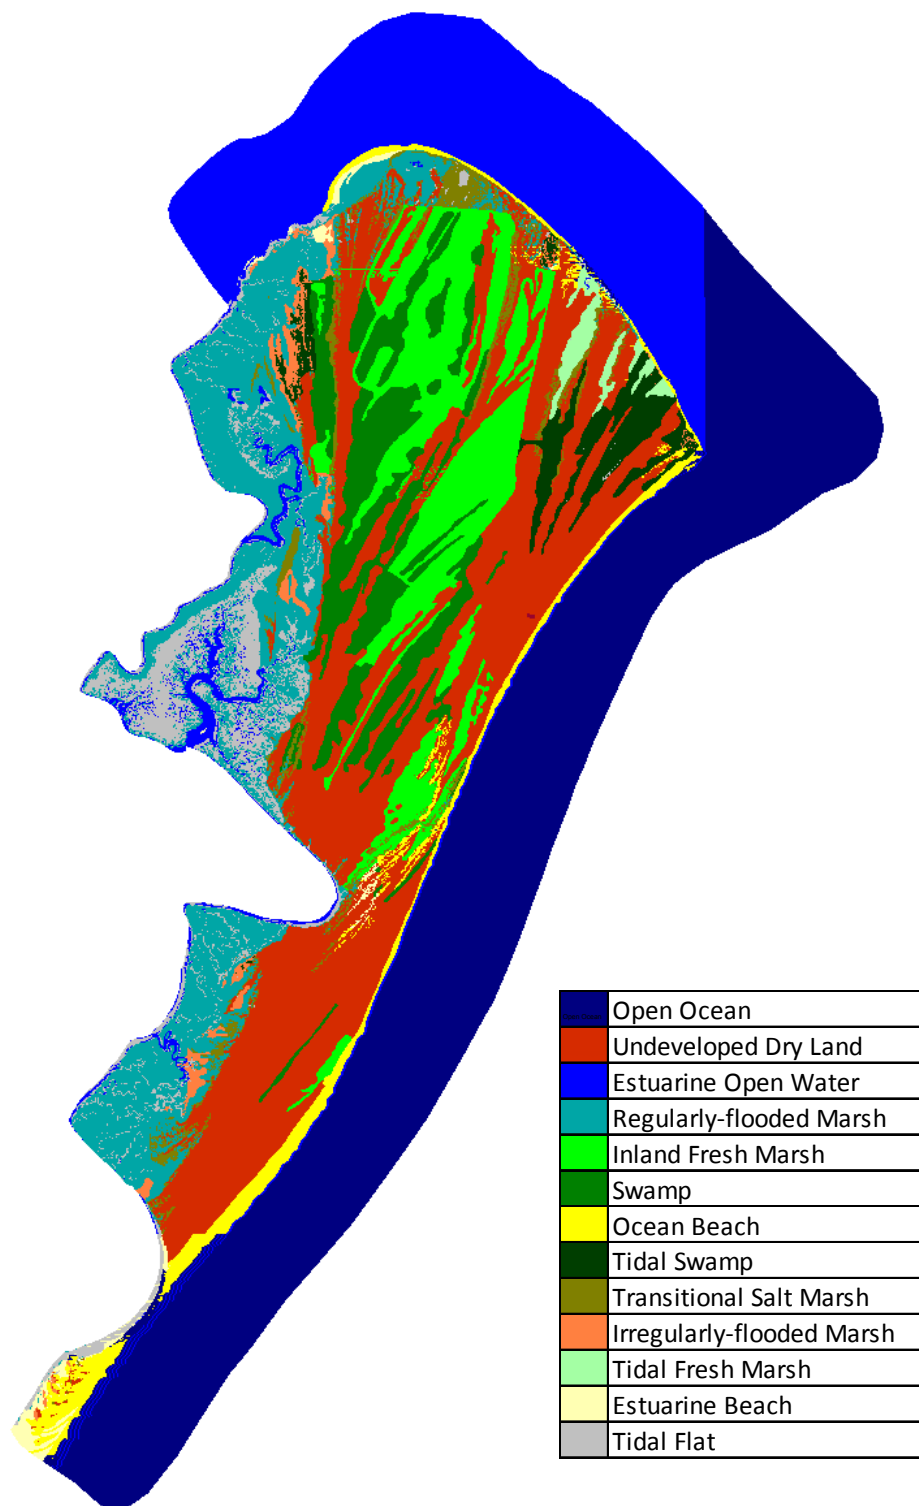 Open Ocean
Undeveloped Dry Land
Estuarine Open Water
Regularly-flooded Marsh
Inland Fresh Marsh
Swamp
Ocean Beach
Tidal Swamp
Transitional Salt Marsh
Irregularly-flooded Marsh
Tidal Fresh Marsh
Estuarine Beach
Tidal Flat